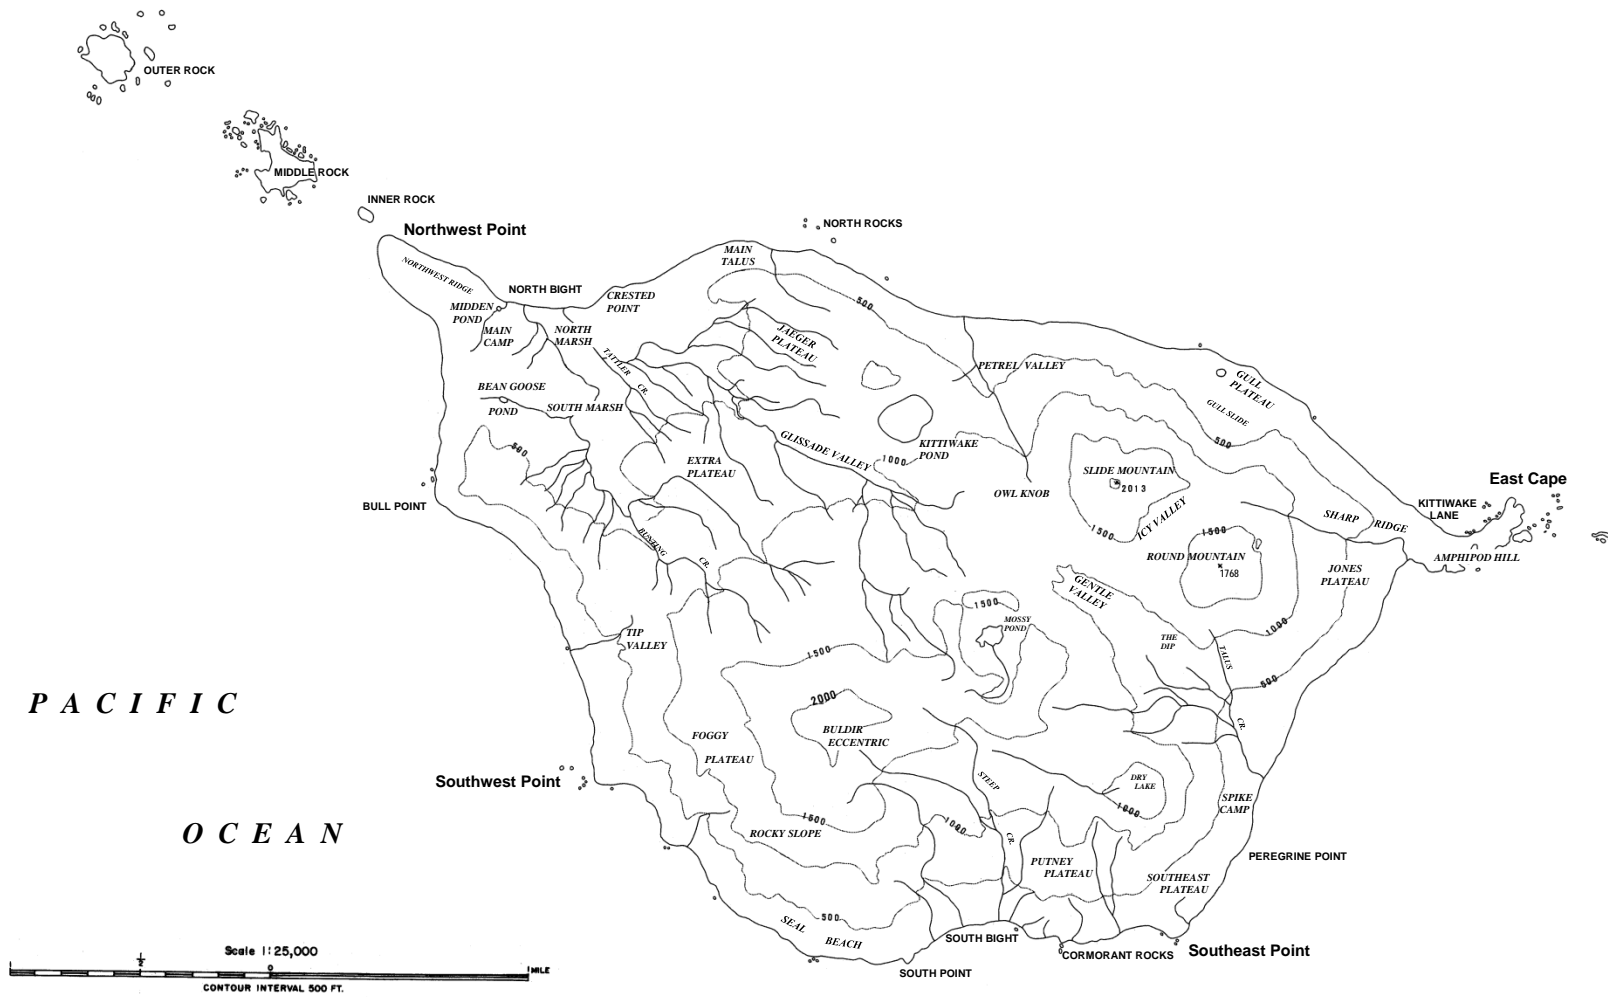 OUTER ROCK
MIDDLE ROCK
INNER ROCK
Northwest Point
NORTH ROCKS
NORTHWEST RIDGE
MAIN
TALUS
NORTH BIGHT
CRESTED
POINT
500
MIDDEN
POND
MAIN
CAMP
NORTH
MARSH
JAEGER
PLATEAU
TATTLER
CR.
PETREL VALLEY
GULL
PLATEAU
GULL SLIDE
BEAN GOOSE
POND
SOUTH MARSH
500
500
GLISSADE VALLEY
KITTIWAKE
POND
1000
EXTRA
PLATEAU
SLIDE MOUNTAIN
2013
OWL KNOB
East Cape
BULL POINT
ICY VALLEY
1500
KITTIWAKE
LANE
SHARP RIDGE
1500
BUNTING
CR.
ROUND MOUNTAIN
1768
AMPHIPOD HILL
JONES
PLATEAU
GENTLE
VALLEY
1500
MOSSY
POND
1000
TIP
VALLEY
THE
DIP
TALUS
CR.
1500
500
PACIFIC
2000
BULDIR
ECCENTRIC
FOGGY
PLATEAU
Southwest Point
STEEP
CR.
DRY
LAKE
1000
SPIKE
CAMP
1500
1000
ROCKY SLOPE
OCEAN
PUTNEY
PLATEAU
PEREGRINE POINT
SOUTHEAST
PLATEAU
500
SEAL
BEACH
SOUTH BIGHT
CORMORANT ROCKS
Southeast Point
SOUTH POINT
Scale 1:25,000
1 1/2 0 1 MILE
CONTOUR INTERVAL 500 FT.